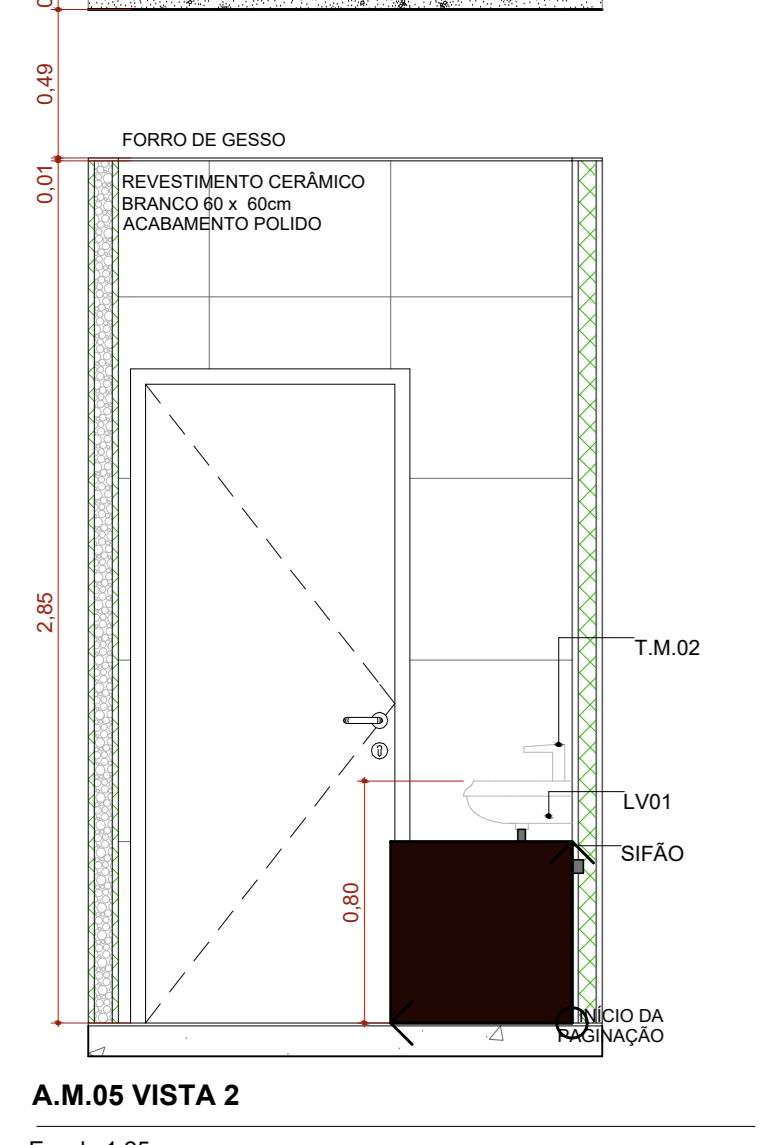 0,49
FORRO DE GESSO
0,01
REVESTIMENTO CERÂMICO
BRANCO 60 x 60cm
ACABAMENTO POLIDO
2,85
T.M.02
LV01
SIFÃO
0,80
INÍCIO DA
PAGINAÇÃO
A.M.05 VISTA 2